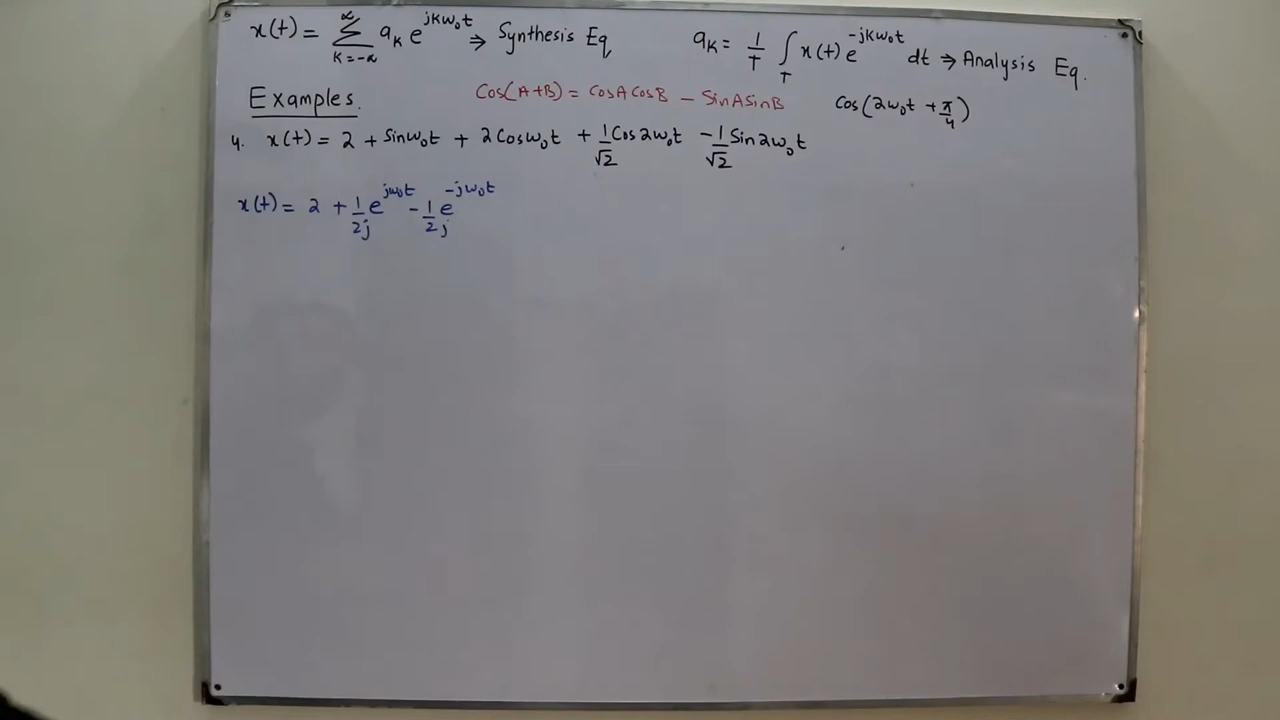 x(t) = ∑_{K=-∞}^{∞} a_K e^{jKω₀t} ⇒ Synthesis Eq   a_K = 1/T ∫_T x(t) e^{-jKω₀t} dt ⇒ Analysis Eq.
Examples.   Cos(A+B) = CosA CosB - SinA SinB   Cos(2ω₀t + π/4)
4. x(t) = 2 + Sinω₀t + 2Cosω₀t + 1/√2 Cos2ω₀t - 1/√2 Sin2ω₀t
x(t) = 2 + 1/2j e^{jω₀t} - 1/2j e^{-jω₀t}